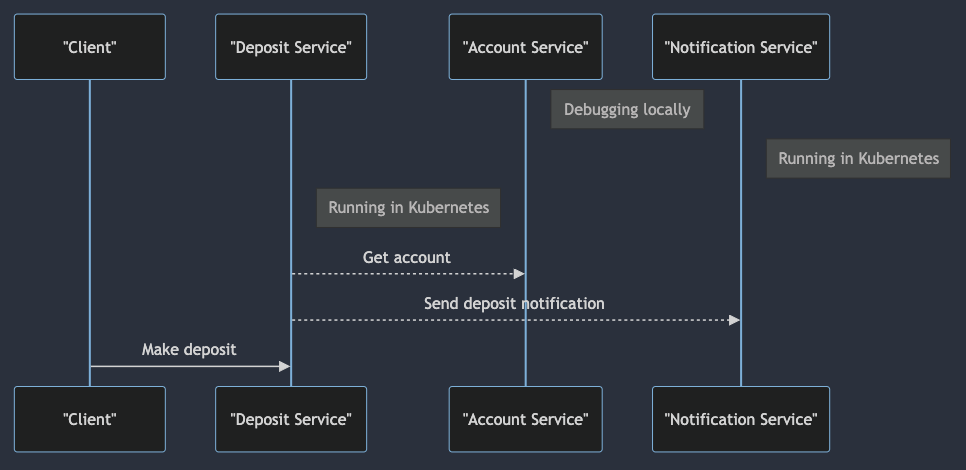 "Client"
"Deposit Service"
"Account Service"
"Notification Service"
Debugging locally
Running in Kubernetes
Running in Kubernetes
Get account
Send deposit notification
Make deposit
"Client"
"Deposit Service"
"Account Service"
"Notification Service"